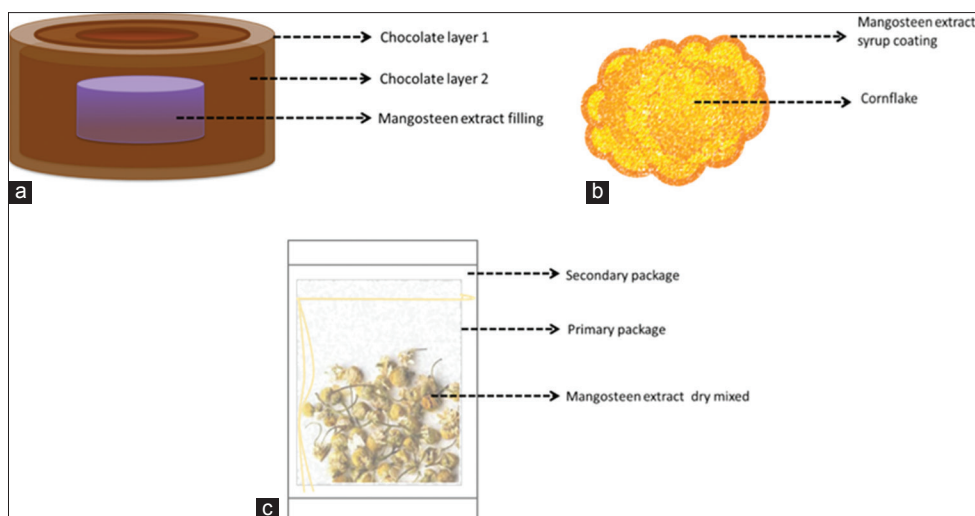 Chocolate layer 1
Chocolate layer 2
Mangosteen extract filling
a
Mangosteen extract
syrup coating
Cornflake
b
Secondary package
Primary package
Mangosteen extract dry mixed
c